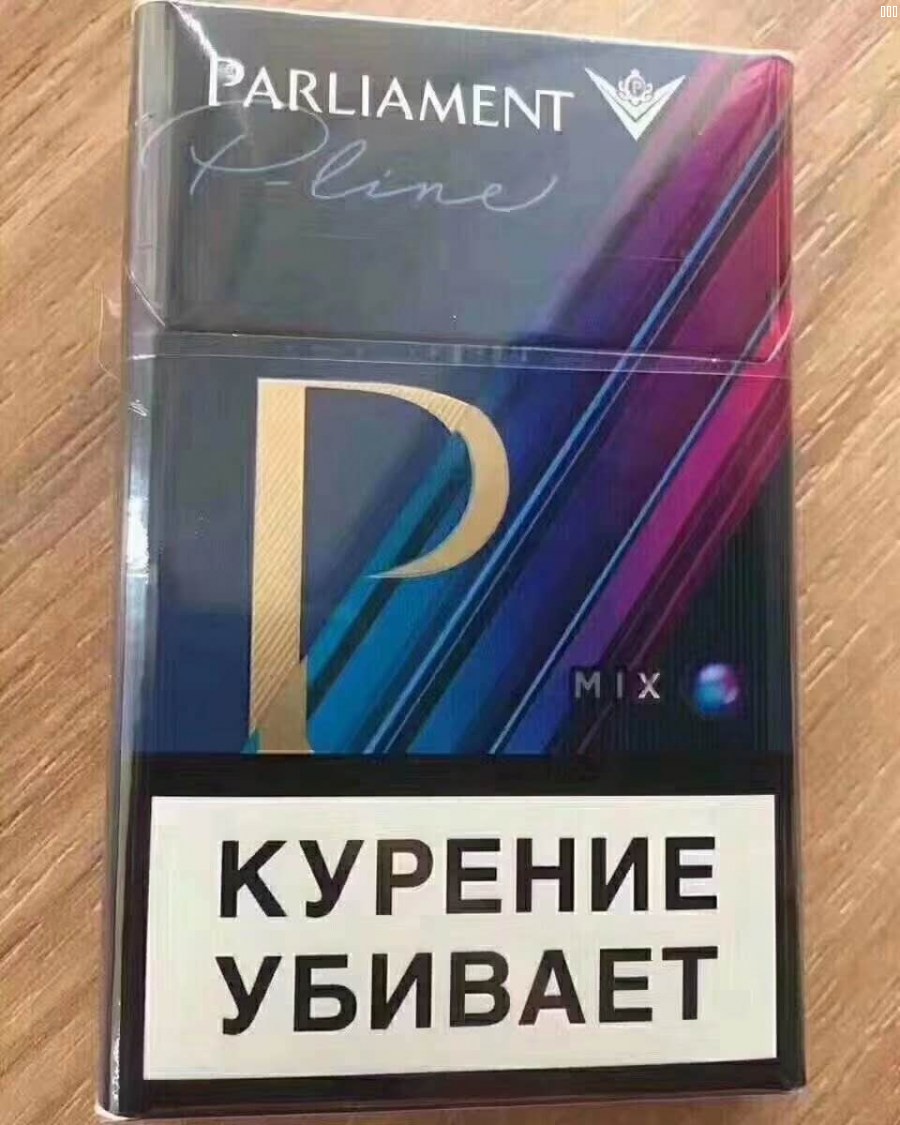 PARLIAMENT
P-line
P
MIX
КУРЕНИЕ
УБИВАЕТ